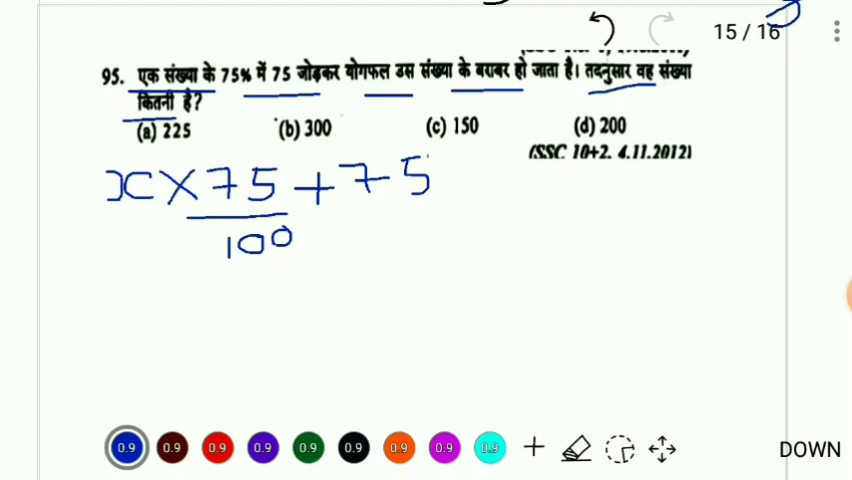 15 / 16
95. एक संख्या के 75% में 75 जोड़कर योगफल उस संख्या के बराबर हो जाता है। तदनुसार वह संख्या
कितनी है?
(a) 225 (b) 300 (c) 150 (d) 200
(SSC 10+2, 4.11.2012)
x × 75 + 75
100
0.9 0.9 0.9 0.9 0.9 0.9 0.9 0.9 0.9 + DOWN